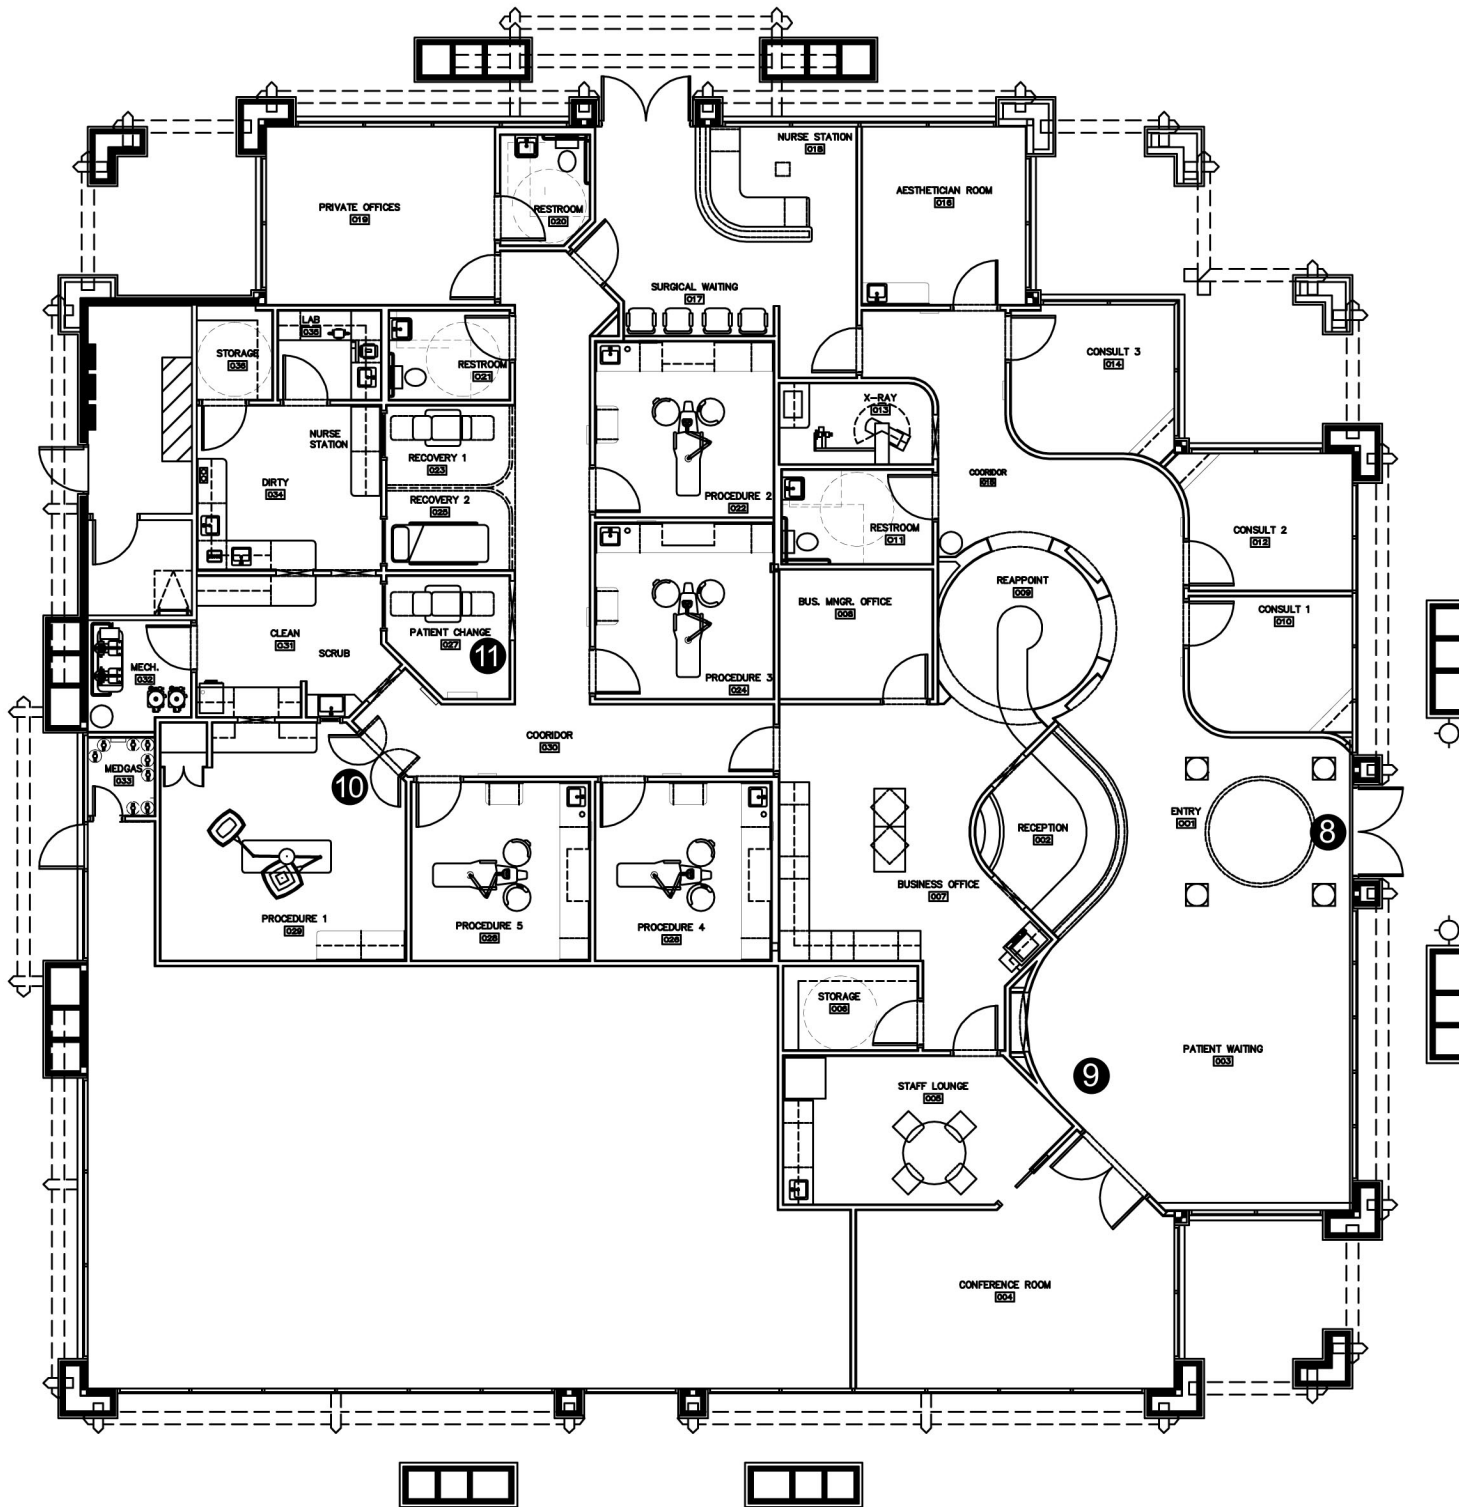 NURSE STATION
018
PRIVATE OFFICES
019
RESTROOM
020
AESTHETICIAN ROOM
016
SURGICAL WAITING
017
LAB
035
STORAGE
036
RESTROOM
021
CONSULT 3
014
X-RAY
013
NURSE
STATION
RECOVERY 1
023
DIRTY
034
RECOVERY 2
025
PROCEDURE 2
022
COORIDOR
RESTROOM
011
CONSULT 2
012
REAPPOINT
009
BUS. MNGR. OFFICE
008
CONSULT 1
010
CLEAN
031
SCRUB
PATIENT CHANGE
027
11
MECH.
032
PROCEDURE 3
024
COORIDOR
030
MEDGAS
033
10
ENTRY
001
8
RECEPTION
002
BUSINESS OFFICE
007
PROCEDURE 1
029
PROCEDURE 5
028
PROCEDURE 4
026
STORAGE
006
PATIENT WAITING
003
9
STAFF LOUNGE
005
CONFERENCE ROOM
004